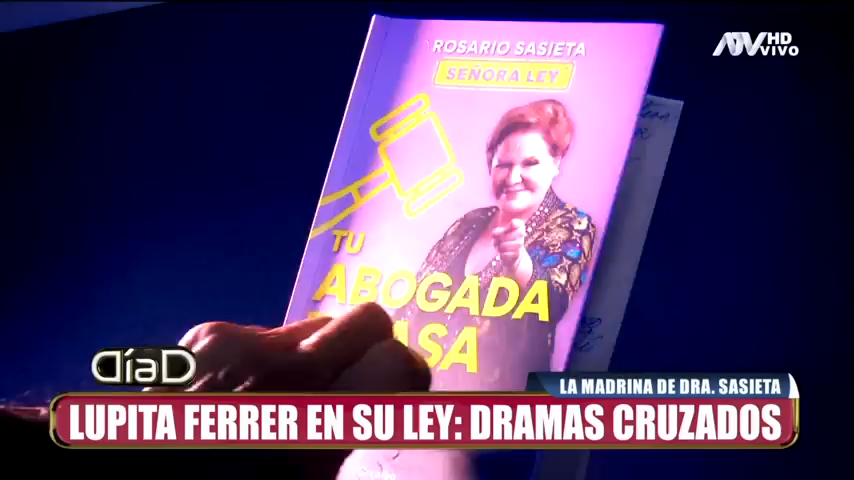 ROSARIO SASIETA
SEÑORA LEY
ATV HD
VIVO
TU
ABOGADA
ASA
DíaD
LA MADRINA DE DRA. SASIETA
LUPITA FERRER EN SU LEY: DRAMAS CRUZADOS